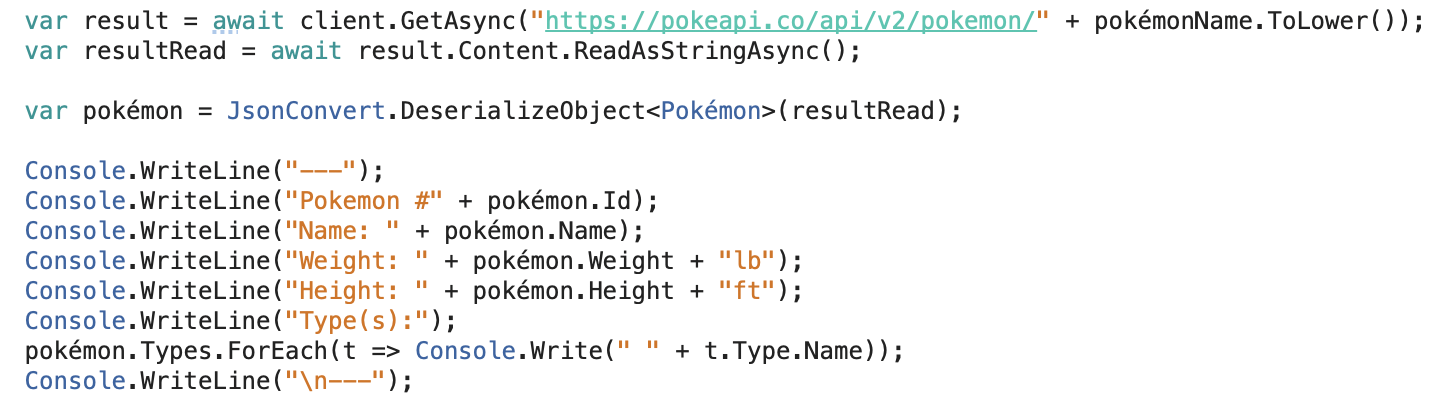 var result = await client.GetAsync("https://pokeapi.co/api/v2/pokemon/" + pokémonName.ToLower());
var resultRead = await result.Content.ReadAsStringAsync();
var pokémon = JsonConvert.DeserializeObject<Pokémon>(resultRead);
Console.WriteLine("---");
Console.WriteLine("Pokemon #" + pokémon.Id);
Console.WriteLine("Name: " + pokémon.Name);
Console.WriteLine("Weight: " + pokémon.Weight + "lb");
Console.WriteLine("Height: " + pokémon.Height + "ft");
Console.WriteLine("Type(s):");
pokémon.Types.ForEach(t => Console.Write(" " + t.Type.Name));
Console.WriteLine("\n---");